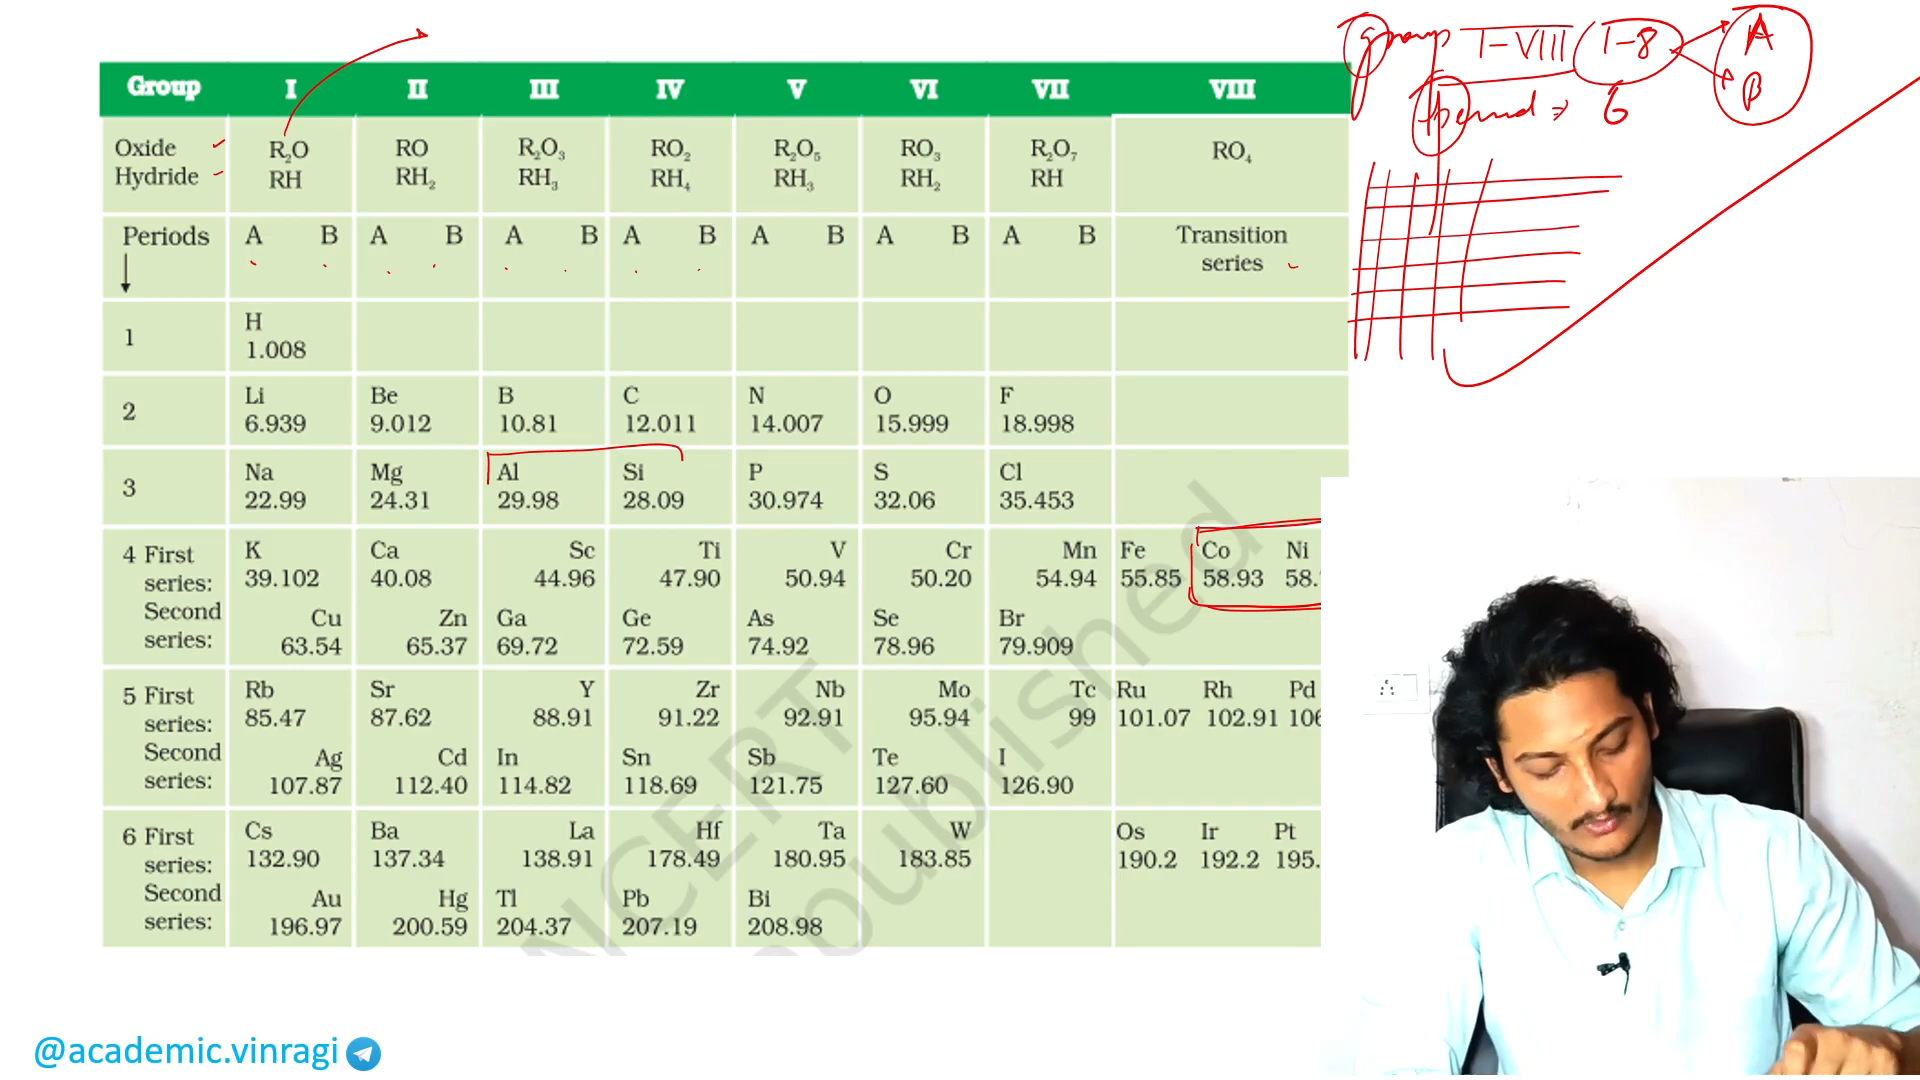 group I-VIII (1-8) A
B
period ⇒ 6
Group I II III IV V VI VII VIII
Oxide R₂O RO R₂O₃ RO₂ R₂O₅ RO₃ R₂O₇ RO₄
Hydride RH RH₂ RH₃ RH₄ RH₃ RH₂ RH
Periods A B A B A B A B A B A B A B Transition
↓ series
1 H
1.008
2 Li Be B C N O F
6.939 9.012 10.81 12.011 14.007 15.999 18.998
3 Na Mg Al Si P S Cl
22.99 24.31 29.98 28.09 30.974 32.06 35.453
4 First K Ca Sc Ti V Cr Mn Fe Co Ni
series: 39.102 40.08 44.96 47.90 50.94 50.20 54.94 55.85 58.93 58.
Second Cu Zn Ga Ge As Se Br
series: 63.54 65.37 69.72 72.59 74.92 78.96 79.909
5 First Rb Sr Y Zr Nb Mo Tc Ru Rh Pd
series: 85.47 87.62 88.91 91.22 92.91 95.94 99 101.07 102.91 106
Second Ag Cd In Sn Sb Te I
series: 107.87 112.40 114.82 118.69 121.75 127.60 126.90
6 First Cs Ba La Hf Ta W Os Ir Pt
series: 132.90 137.34 138.91 178.49 180.95 183.85 190.2 192.2 195.
Second Au Hg Tl Pb Bi
series: 196.97 200.59 204.37 207.19 208.98
NCERT
published
@academic.vinragi